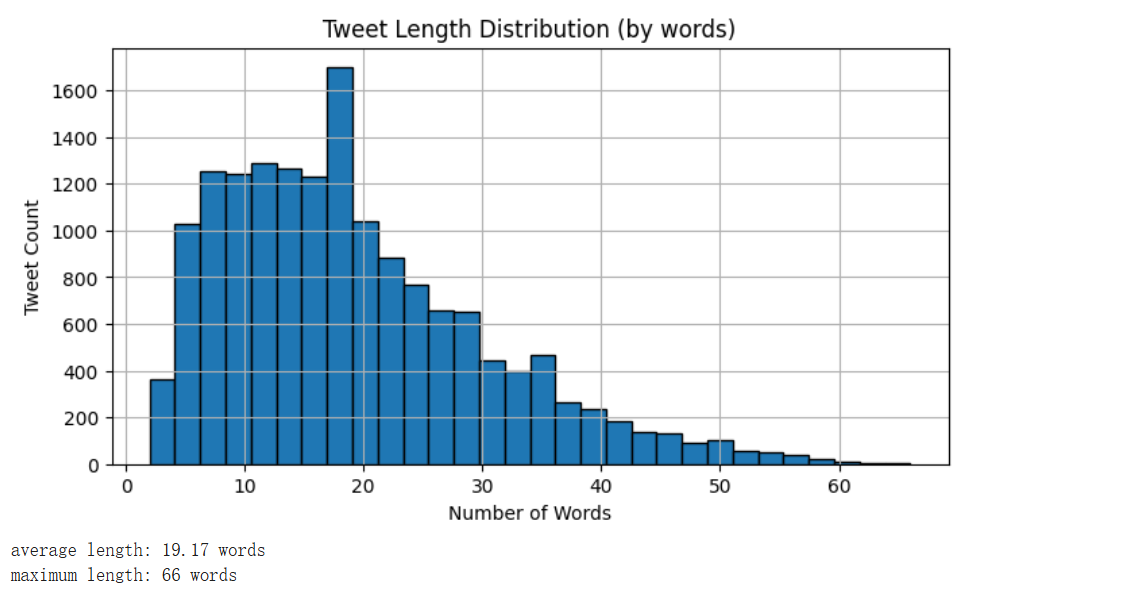 Tweet Length Distribution (by words)
1600
1400
1200
1000
800
600
400
200
0
Tweet Count
0 10 20 30 40 50 60
Number of Words
average length: 19.17 words
maximum length: 66 words